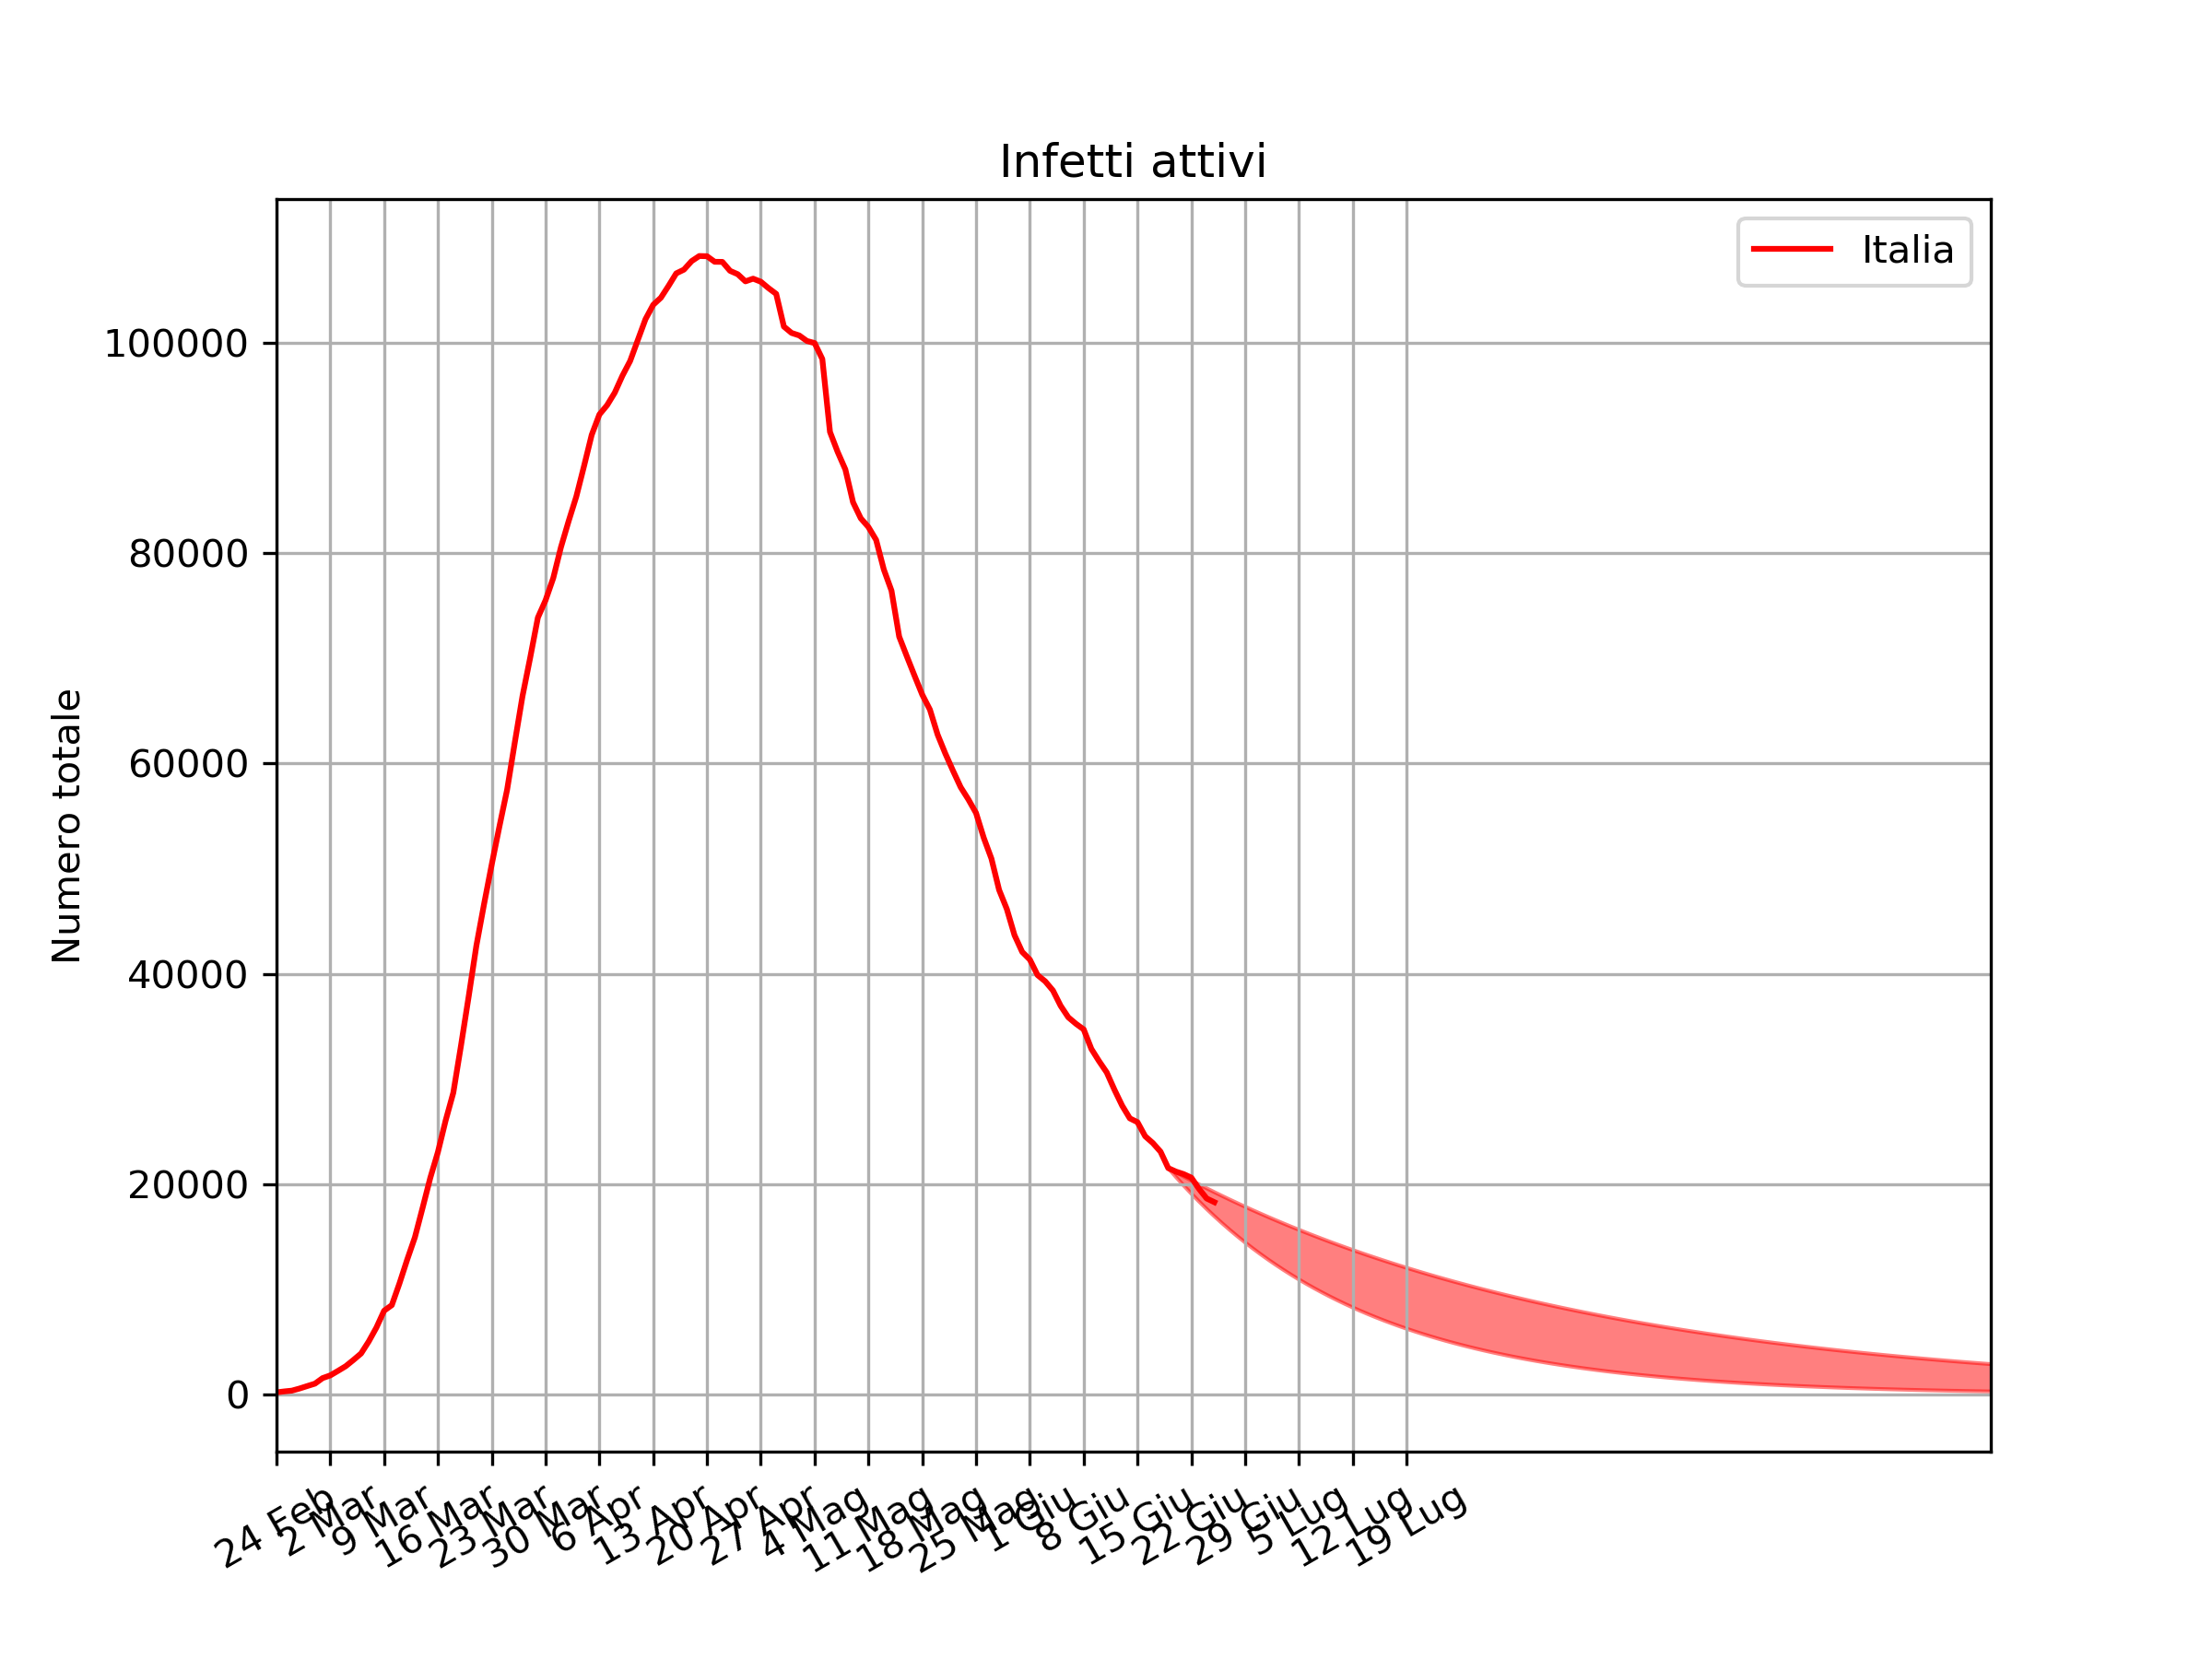 Infetti attivi
Italia
Numero totale
100000
80000
60000
40000
20000
0
24 Feb
2 Mar
9 Mar
16 Mar
23 Mar
30 Mar
6 Apr
13 Apr
20 Apr
27 Apr
4 Mag
11 Mag
18 Mag
25 Mag
1 Giu
8 Giu
15 Giu
22 Giu
29 Giu
5 Lug
12 Lug
19 Lug